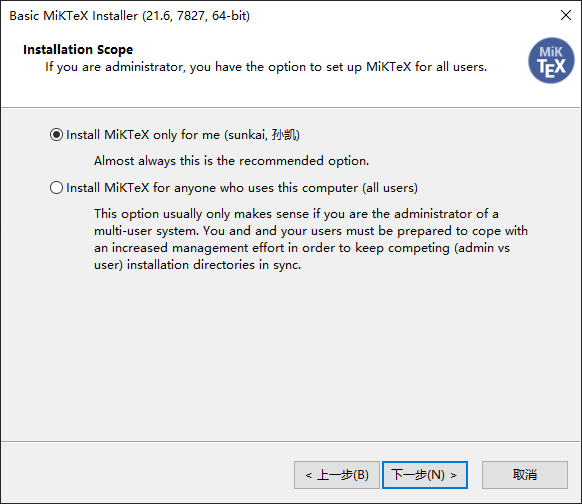 Basic MiKTeX Installer (21.6, 7827, 64-bit)
Installation Scope
If you are administrator, you have the option to set up MiKTeX for all users.
MiK
TEX
Install MiKTeX only for me (sunkai, 孙凯)
Almost always this is the recommended option.
Install MiKTeX for anyone who uses this computer (all users)
This option usually only makes sense if you are the administrator of a
multi-user system. You and and your users must be prepared to cope with
an increased management effort in order to keep competing (admin vs
user) installation directories in sync.
< 上一步(B)
下一步(N) >
取消